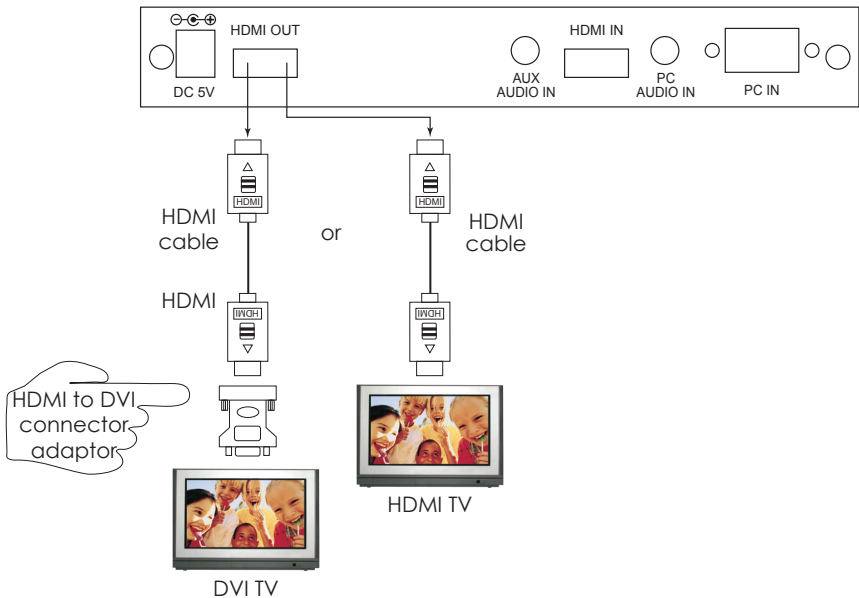 HDMI OUT
HDMI IN
DC 5V
AUX
AUDIO IN
PC
AUDIO IN
PC IN
HDMI
HDMI
HDMI
cable
or
HDMI
cable
HDMI
HDMI
HDMI
HDMI to DVI
connector
adaptor
HDMI TV
DVI TV